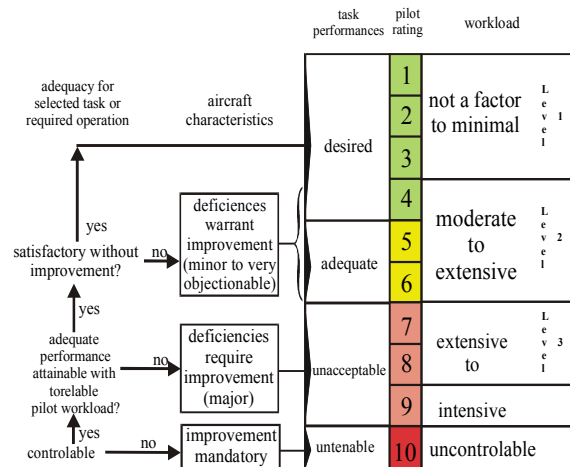 task
performances
pilot
rating
workload
adequacy for
selected task or
required operation
aircraft
characteristics
desired
1
2
3
4
not a factor
to minimal
Level 1
yes
satisfactory without
improvement?
no
deficiences
warrant
improvement
(minor to very
objectionable)
adequate
5
6
moderate
to
extensive
Level 2
yes
adequate
performance
attainable with
torelable
pilot workload?
no
deficiencies
require
improvement
(major)
unacceptable
7
8
9
extensive
to
intensive
Level 3
yes
controlable
no
improvement
mandatory
untenable
10
uncontrolable